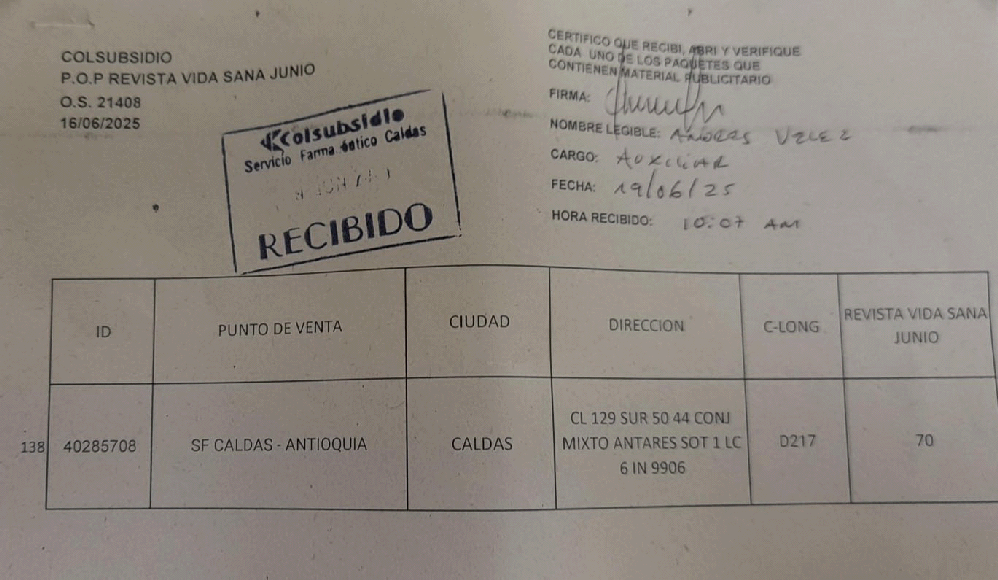 COLSUBSIDIO
P.O.P REVISTA VIDA SANA JUNIO
O.S. 21408
16/06/2025
Colsubsidio
Servicio Farmacéutico Caldas
RECIBIDO
CERTIFICO QUE RECIBI, ABRI Y VERIFIQUE
CADA UNO DE LOS PAQUETES QUE
CONTIENEN MATERIAL PUBLICITARIO
FIRMA:
NOMBRE LEGIBLE: ANDRES VELEZ
CARGO: AUXILIAR
FECHA: 19/06/25
HORA RECIBIDO: 10:07 AM
ID PUNTO DE VENTA CIUDAD DIRECCION C-LONG REVISTA VIDA SANA
JUNIO
138 40285708 SF CALDAS - ANTIOQUIA CALDAS CL 129 SUR 50 44 CONJ
MIXTO ANTARES SOT 1 LC
6 IN 9906 D217 70